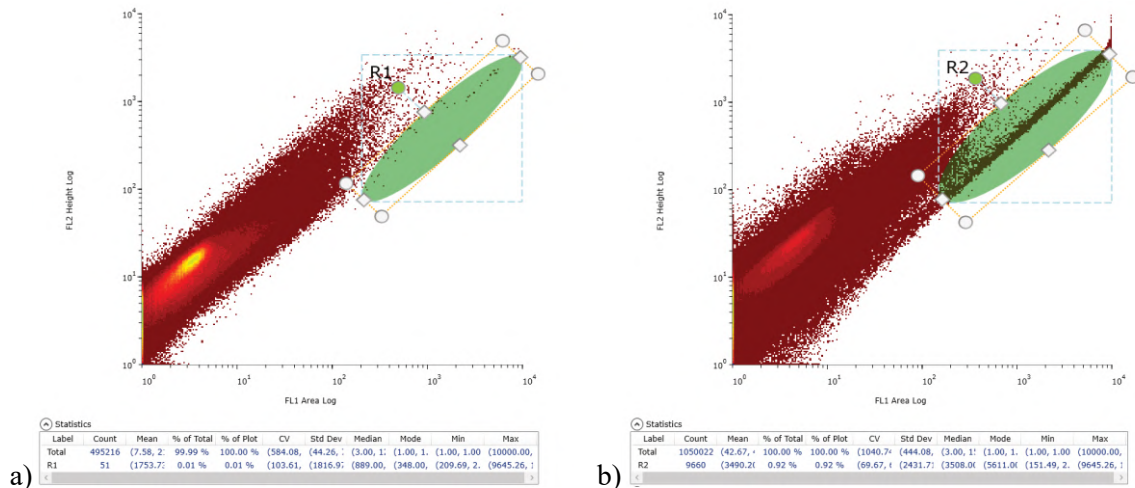 10⁴
10³
10²
10¹
10⁰
FL2 Height Log
R1
10⁰ 10¹ 10² 10³ 10⁴
FL1 Area Log
Statistics
Label Count Mean % of Total % of Plot CV Std Dev Median Mode Min Max
Total 495216 (7.58, 2 99.99 % 100.00 % (584.08, (44.26, (3.00, 1 (1.00, 1. (1.00, 1.00 (10000.00,
R1 51 (1753.7 0.01 % 0.01 % (103.61, (1816.97 (889.00, (348.00, (209.69, 2. (9645.26,
a)
10⁴
10³
10²
10¹
10⁰
FL2 Height Log
R2
10⁰ 10¹ 10² 10³ 10⁴
FL1 Area Log
Statistics
Label Count Mean % of Total % of Plot CV Std Dev Median Mode Min Max
Total 1050022 (42.67, 100.00 % 100.00 % (1040.74 (444.08, (3.00, 1 (1.00, 1. (1.00, 1.00 (10000.00,
R2 9660 (3490.20 0.92 % 0.92 % (69.67, (2431.7 (3508.00 (5611.00 (151.49, 2. (9645.26,
b)